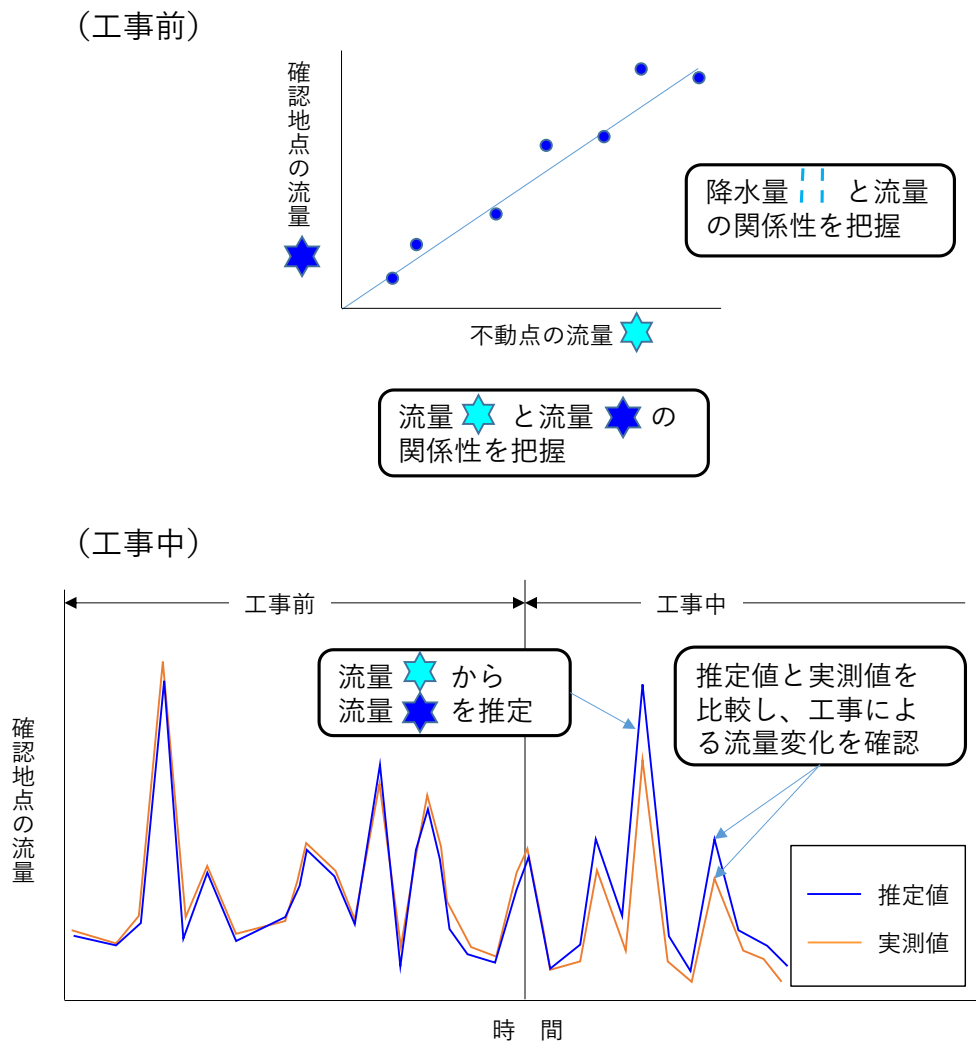 （工事前）
確認地点の流量
降水量 と流量
の関係性を把握
不動点の流量
流量 と流量 の
関係性を把握
（工事中）
工事前
工事中
流量 から
流量 を推定
推定値と実測値を
比較し、工事によ
る流量変化を確認
確認地点の流量
推定値
実測値
時　間